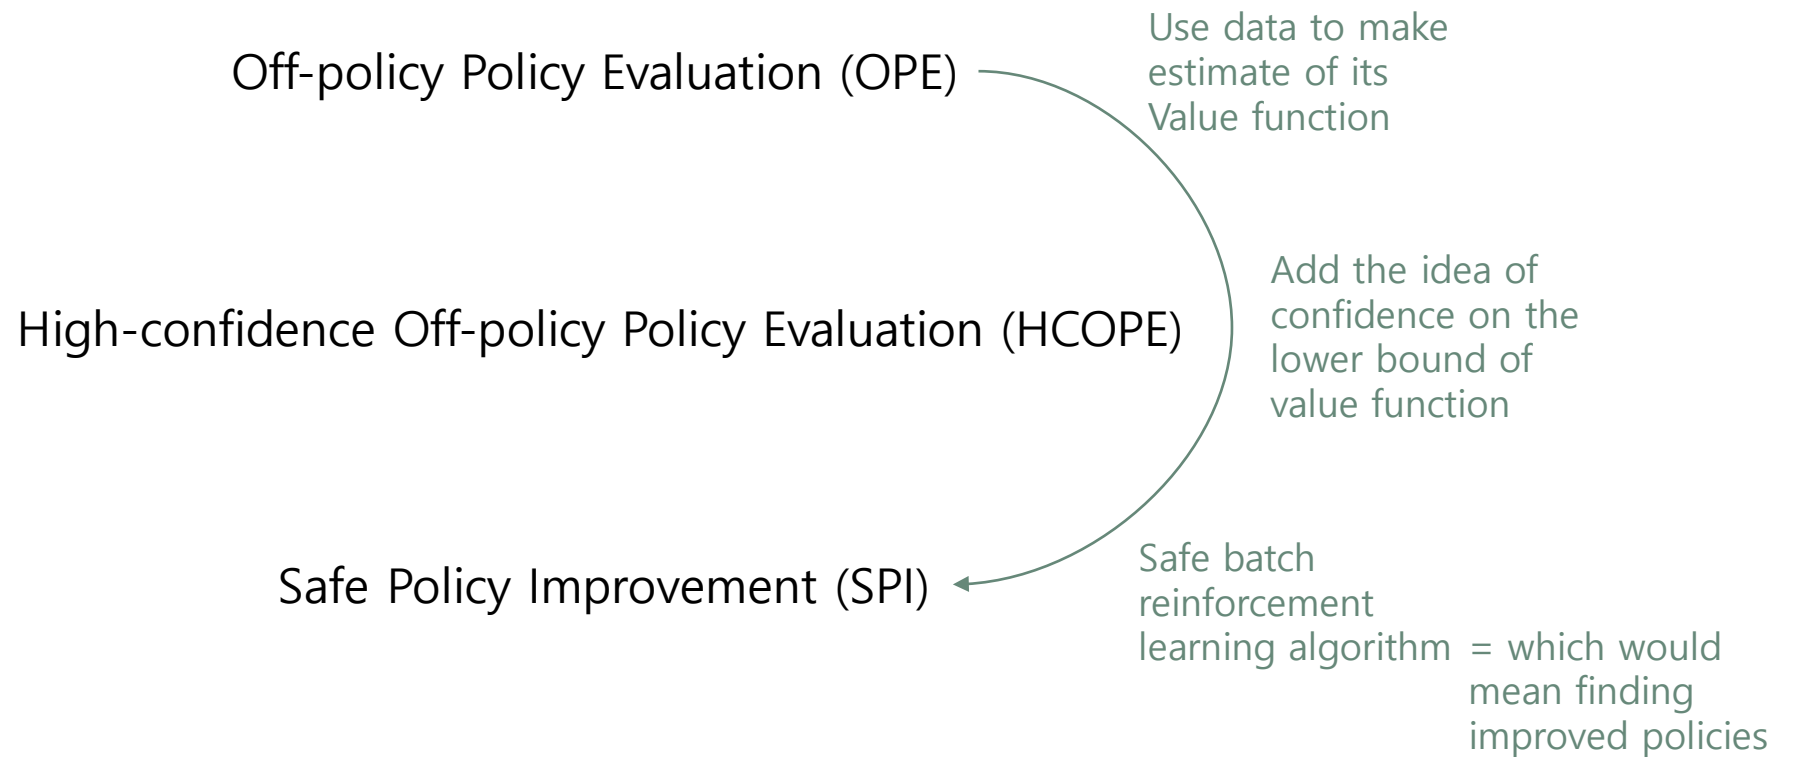 Off-policy Policy Evaluation (OPE)
Use data to make
estimate of its
Value function
High-confidence Off-policy Policy Evaluation (HCOPE)
Add the idea of
confidence on the
lower bound of
value function
Safe Policy Improvement (SPI)
Safe batch
reinforcement
learning algorithm = which would
mean finding
improved policies